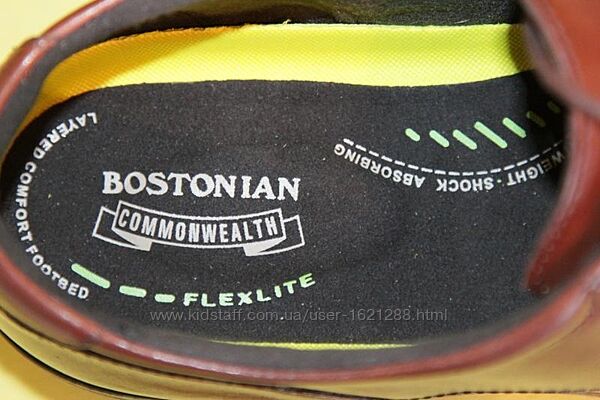 LAYERED COMFORT FOOTBED
BOSTONIAN
COMMONWEALTH
FLEXLITE
WEIGHT · SHOCK ABSORBING
www.kidstaff.com.ua/user-1621288.html